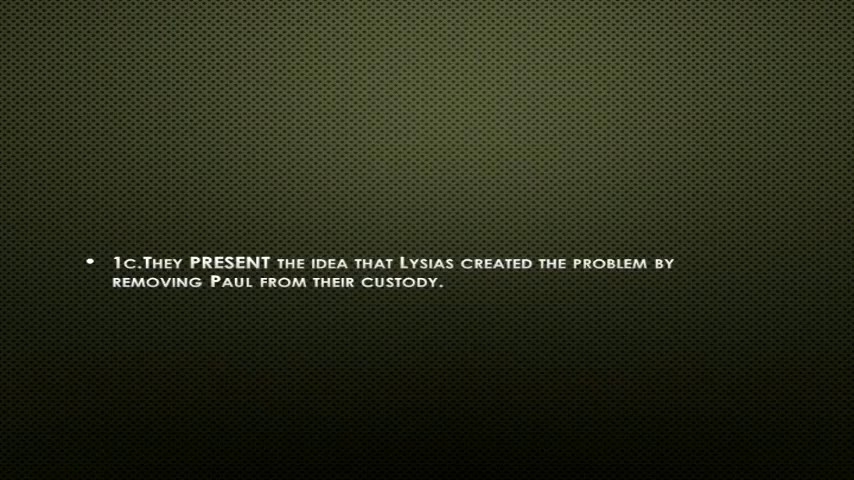 • 1c.They PRESENT the idea that Lysias created the problem by
removing Paul from their custody.